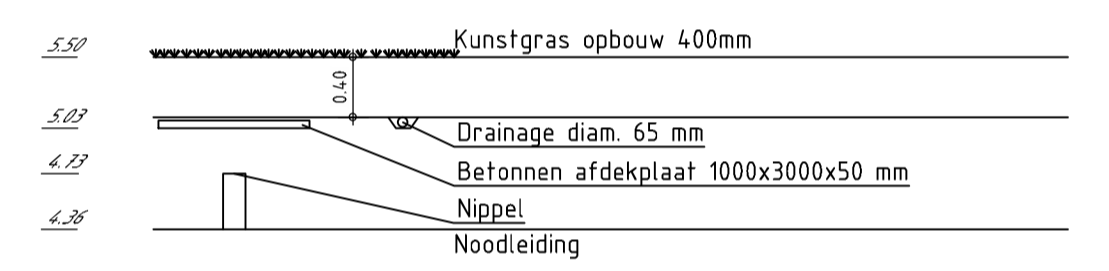 5.50
Kunstgras opbouw 400mm
0.40
5.03
Drainage diam. 65 mm
4.73
Betonnen afdekplaat 1000x3000x50 mm
Nippel
4.36
Noodleiding